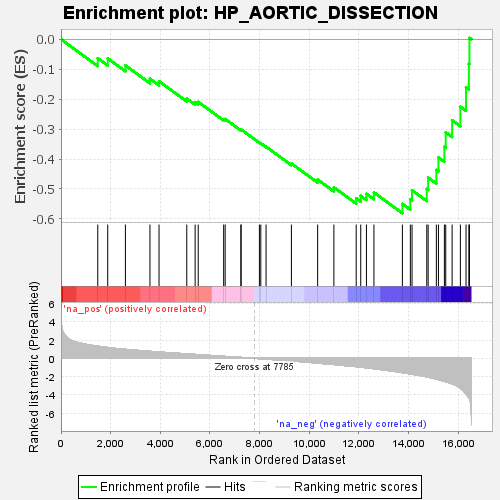 Enrichment plot: HP_AORTIC_DISSECTION
Enrichment score (ES)
0.0
-0.1
-0.2
-0.3
-0.4
-0.5
-0.6
'na_pos' (positively correlated)
Ranked list metric (PreRanked)
6
4
2
0
-2
-4
-6
Zero cross at 7785
'na_neg' (negatively correlated)
0 2,000 4,000 6,000 8,000 10,000 12,000 14,000 16,000
Rank in Ordered Dataset
Enrichment profile Hits Ranking metric scores